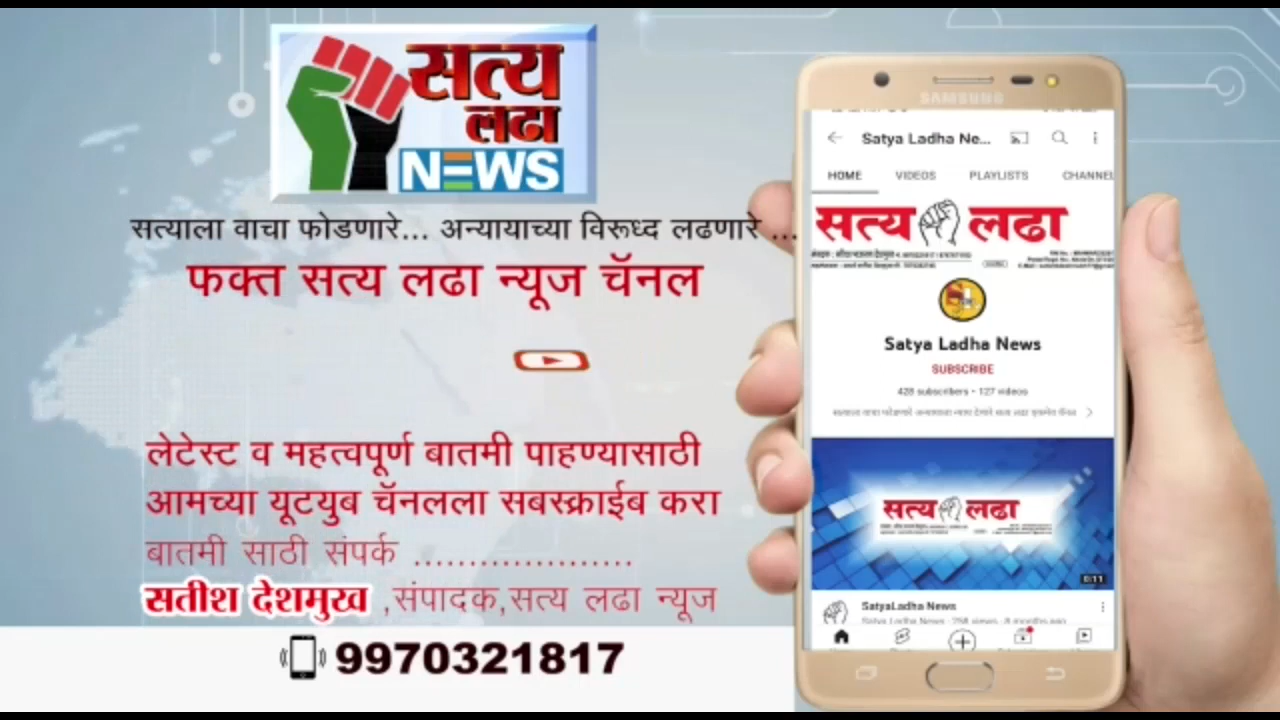 सत्य
लढा
NEWS
सत्याला वाचा फोडणारे... अन्यायाच्या विरूध्द लढणारे ...
फक्त सत्य लढा न्यूज चॅनल
लेटेस्ट व महत्वपूर्ण बातमी पाहण्यासाठी
आमच्या यूटयुब चॅनलला सबस्क्राईब करा
बातमी साठी संपर्क ....................
सतीश देशमुख ,संपादक,सत्य लढा न्यूज
9970321817
SAMSUNG
Satya Ladha Ne...
HOME VIDEOS PLAYLISTS CHANNEL
सत्य लढा
Satya Ladha News
SUBSCRIBE
428 subscribers • 127 videos
सत्य लढा
0:11
SatyaLadha News